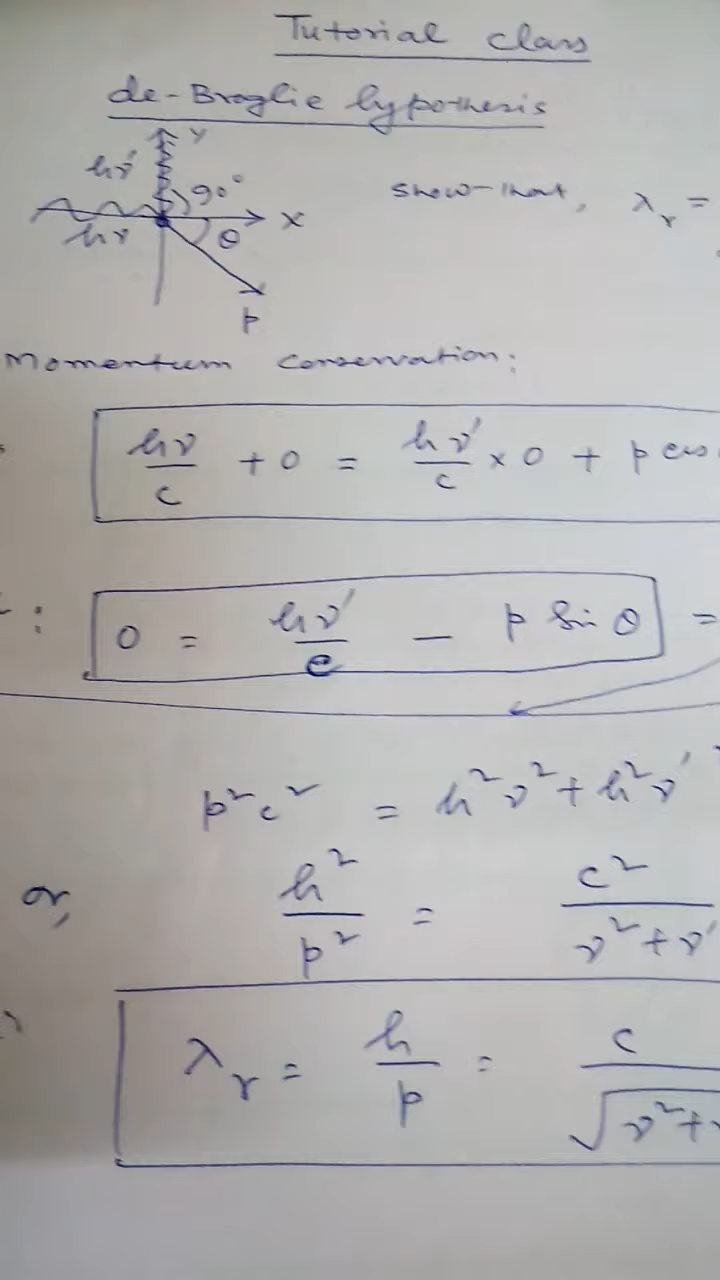 Tutorial class
de-Broglie hypothesis
y
hν'
90°
show that, λr =
x
hν
θ
p
Momentum conservation:
hν/c + 0 = hν'/c × 0 + p cos
: 0 = hν'/c − p sin θ =
p²c² = h²ν² + h²ν'
or, h²/p² = c²/ν² + ν'
λr = h/p = c/√ν² +